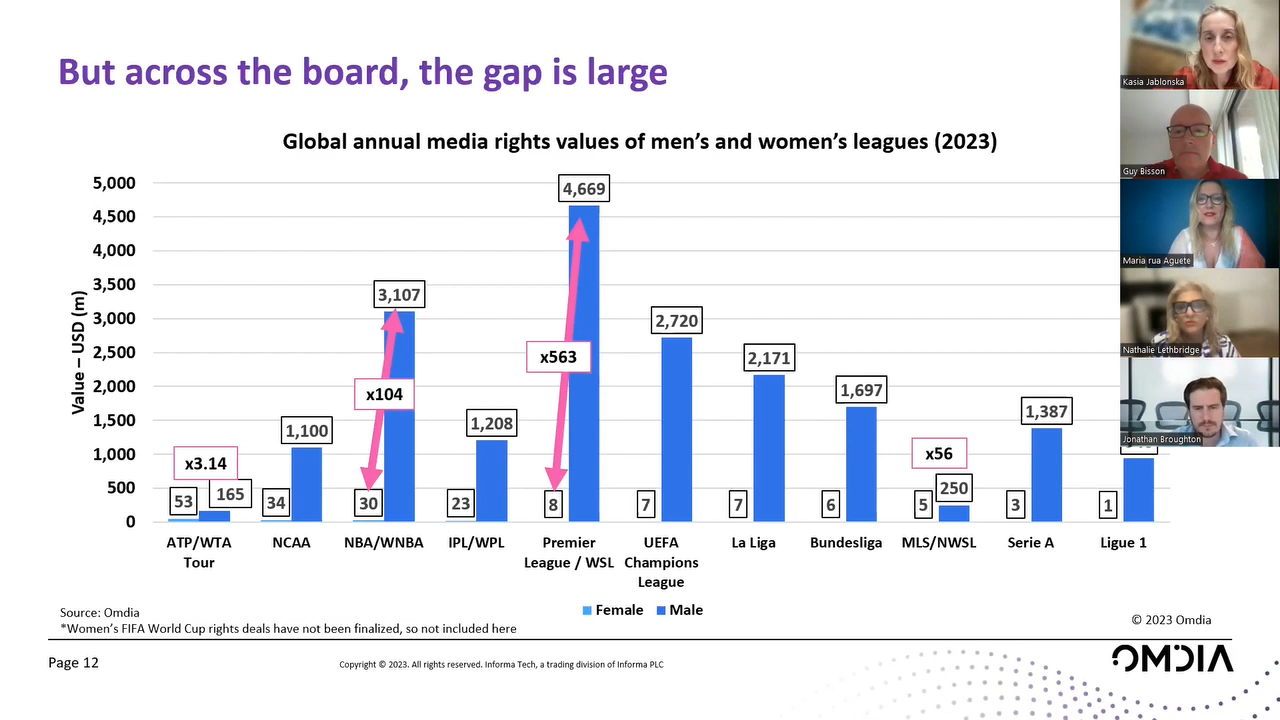 But across the board, the gap is large
Global annual media rights values of men’s and women’s leagues (2023)
Value – USD (m)
5,000
4,500
4,000
3,500
3,000
2,500
2,000
1,500
1,000
500
0
x3.14
53
165
34
1,100
x104
30
3,107
23
1,208
x563
8
4,669
7
2,720
7
2,171
6
1,697
x56
5
250
3
1,387
1
ATP/WTA Tour
NCAA
NBA/WNBA
IPL/WPL
Premier League / WSL
UEFA Champions League
La Liga
Bundesliga
MLS/NWSL
Serie A
Ligue 1
Female
Male
Source: Omdia
*Women’s FIFA World Cup rights deals have not been finalized, so not included here
© 2023 Omdia
Page 12
Copyright © 2023. All rights reserved. Informa Tech, a trading division of Informa PLC
OMDIA
Kasia Jablonska
Guy Bisson
Maria rua Aguete
Nathalie Lethbridge
Jonathan Broughton